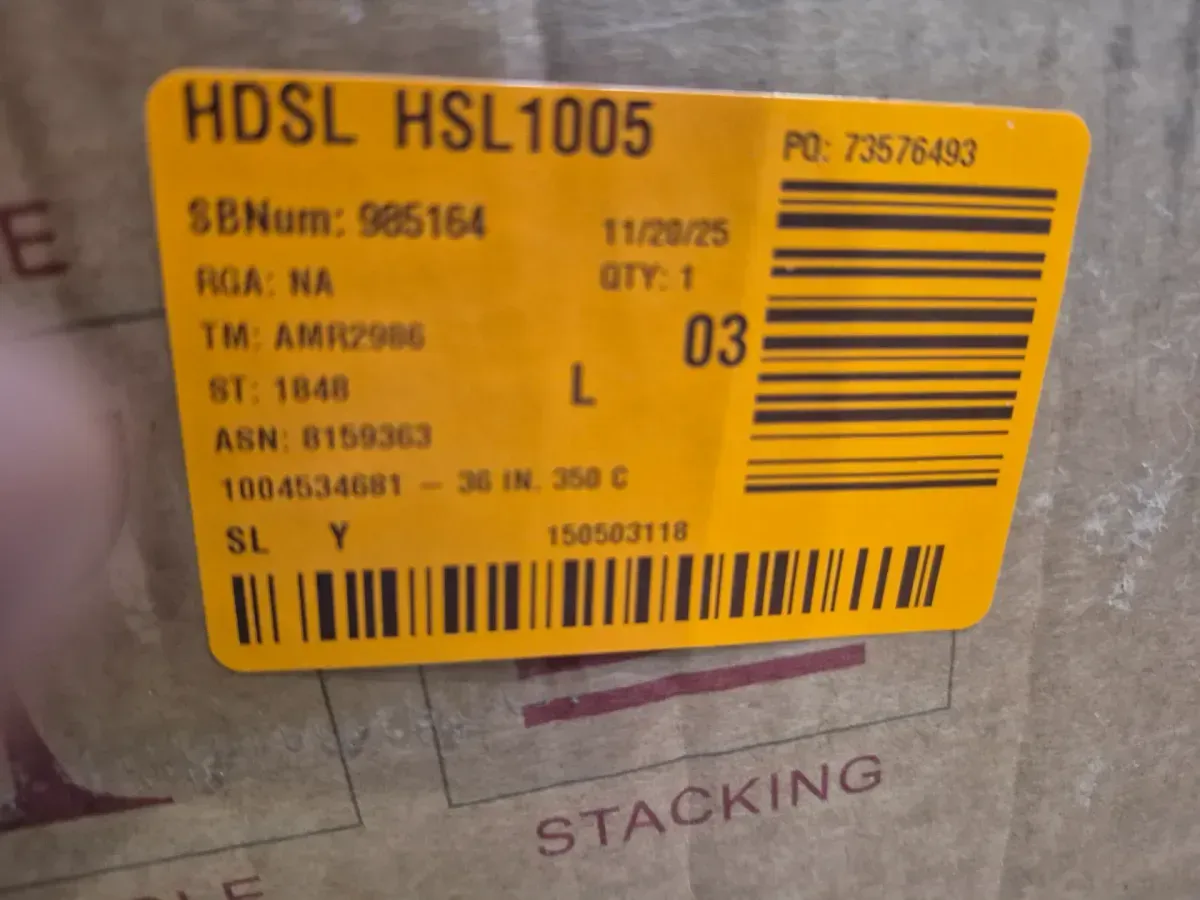 HDSL HSL1005
PO: 73576493
SBNum: 985164
11/20/25
RGA: NA
QTY: 1
TM: AMR2986
03
ST: 1848
L
ASN: 8159363
1004534681 - 36 IN. 350 C
SL Y
150503118
STACKING